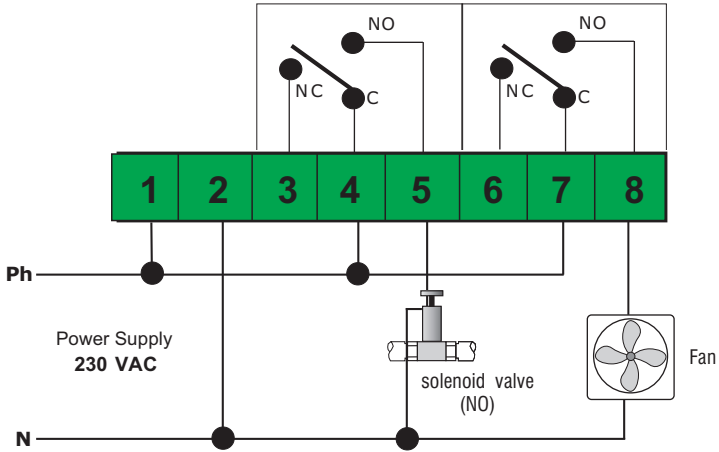 NO
NO
NC
C
NC
C
1 2 3 4 5 6 7 8
Ph
Power Supply
230 VAC
solenoid valve
(NO)
Fan
N